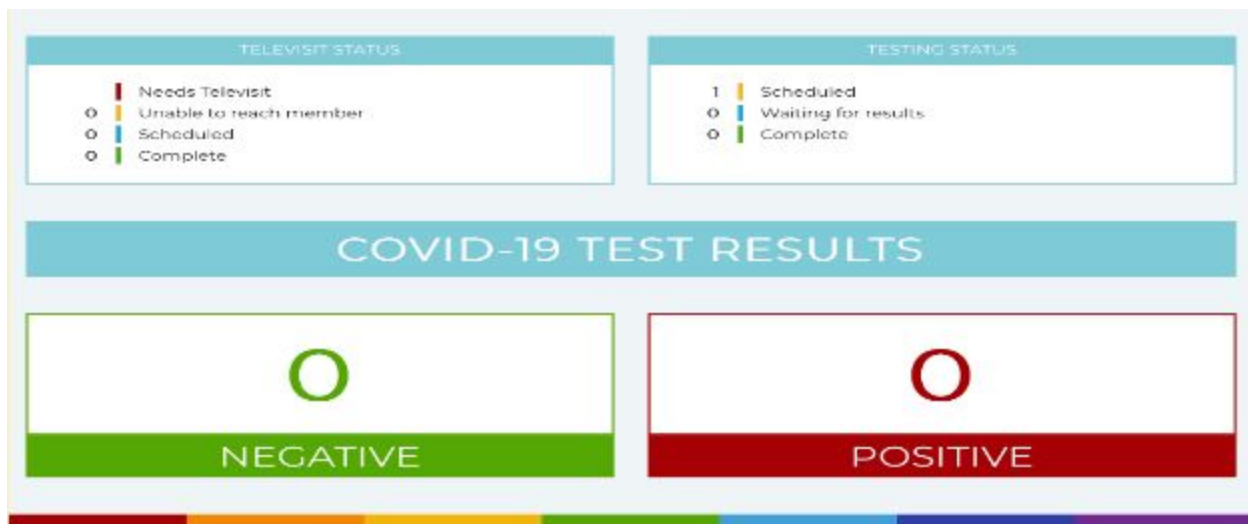 TELEVISIT STATUS
Needs Televisit
0 Unable to reach member
0 Scheduled
0 Complete
TESTING STATUS
1 Scheduled
0 Waiting for results
0 Complete
COVID-19 TEST RESULTS
0
NEGATIVE
0
POSITIVE